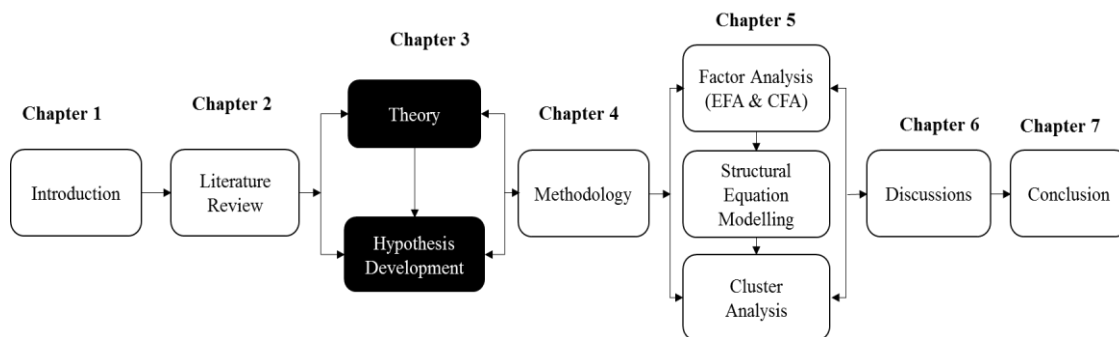 Chapter 1
Introduction
Chapter 2
Literature
Review
Chapter 3
Theory
Hypothesis
Development
Chapter 4
Methodology
Chapter 5
Factor Analysis
(EFA & CFA)
Structural
Equation
Modelling
Cluster
Analysis
Chapter 6
Discussions
Chapter 7
Conclusion